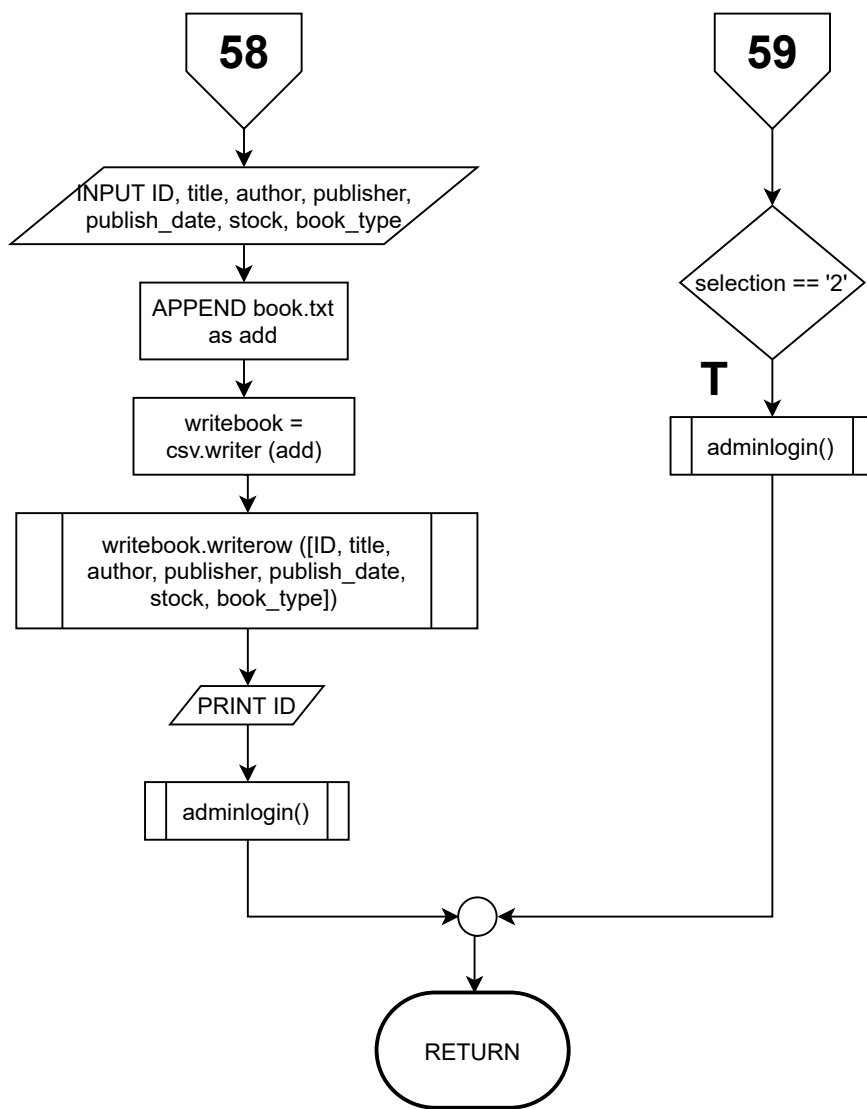 58
INPUT ID, title, author, publisher,
publish_date, stock, book_type
APPEND book.txt
as add
writebook =
csv.writer (add)
writebook.writerow ([ID, title,
author, publisher, publish_date,
stock, book_type])
PRINT ID
adminlogin()
59
selection == '2'
T
adminlogin()
RETURN